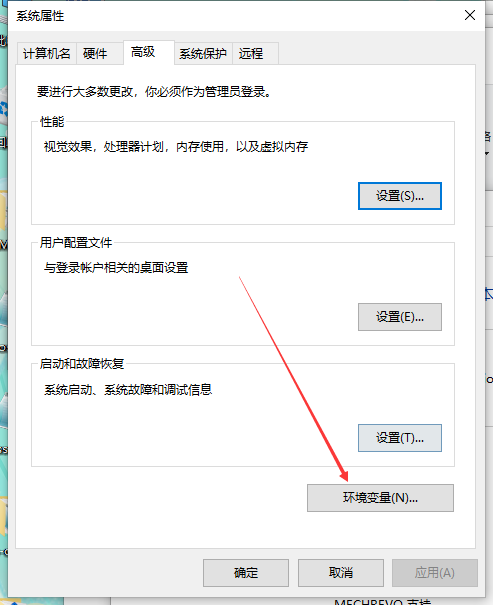 系统属性
计算机名 硬件 高级 系统保护 远程
要进行大多数更改，你必须作为管理员登录。
性能
视觉效果，处理器计划，内存使用，以及虚拟内存
设置(S)...
用户配置文件
与登录帐户相关的桌面设置
设置(E)...
启动和故障恢复
系统启动、系统故障和调试信息
设置(T)...
环境变量(N)...
确定 取消 应用(A)
MECHREVO 支持